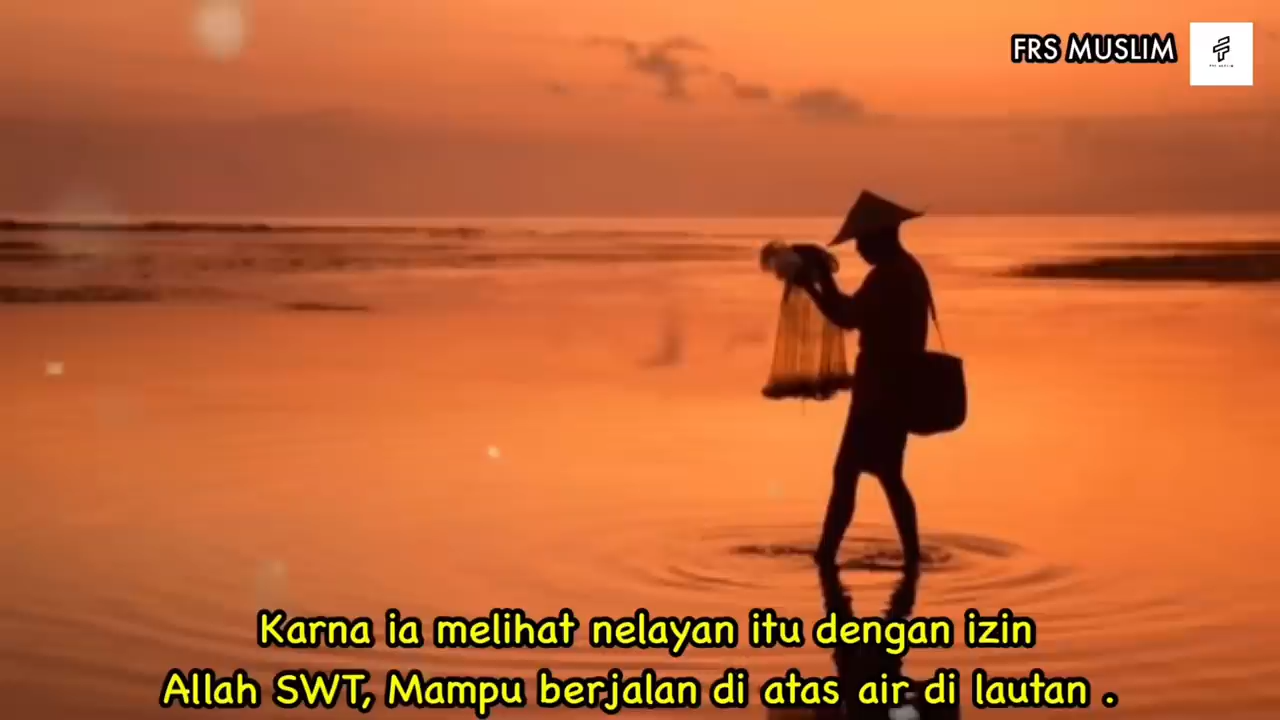 FRS MUSLIM
Karna ia melihat nelayan itu dengan izin
Allah SWT, Mampu berjalan di atas air di lautan .